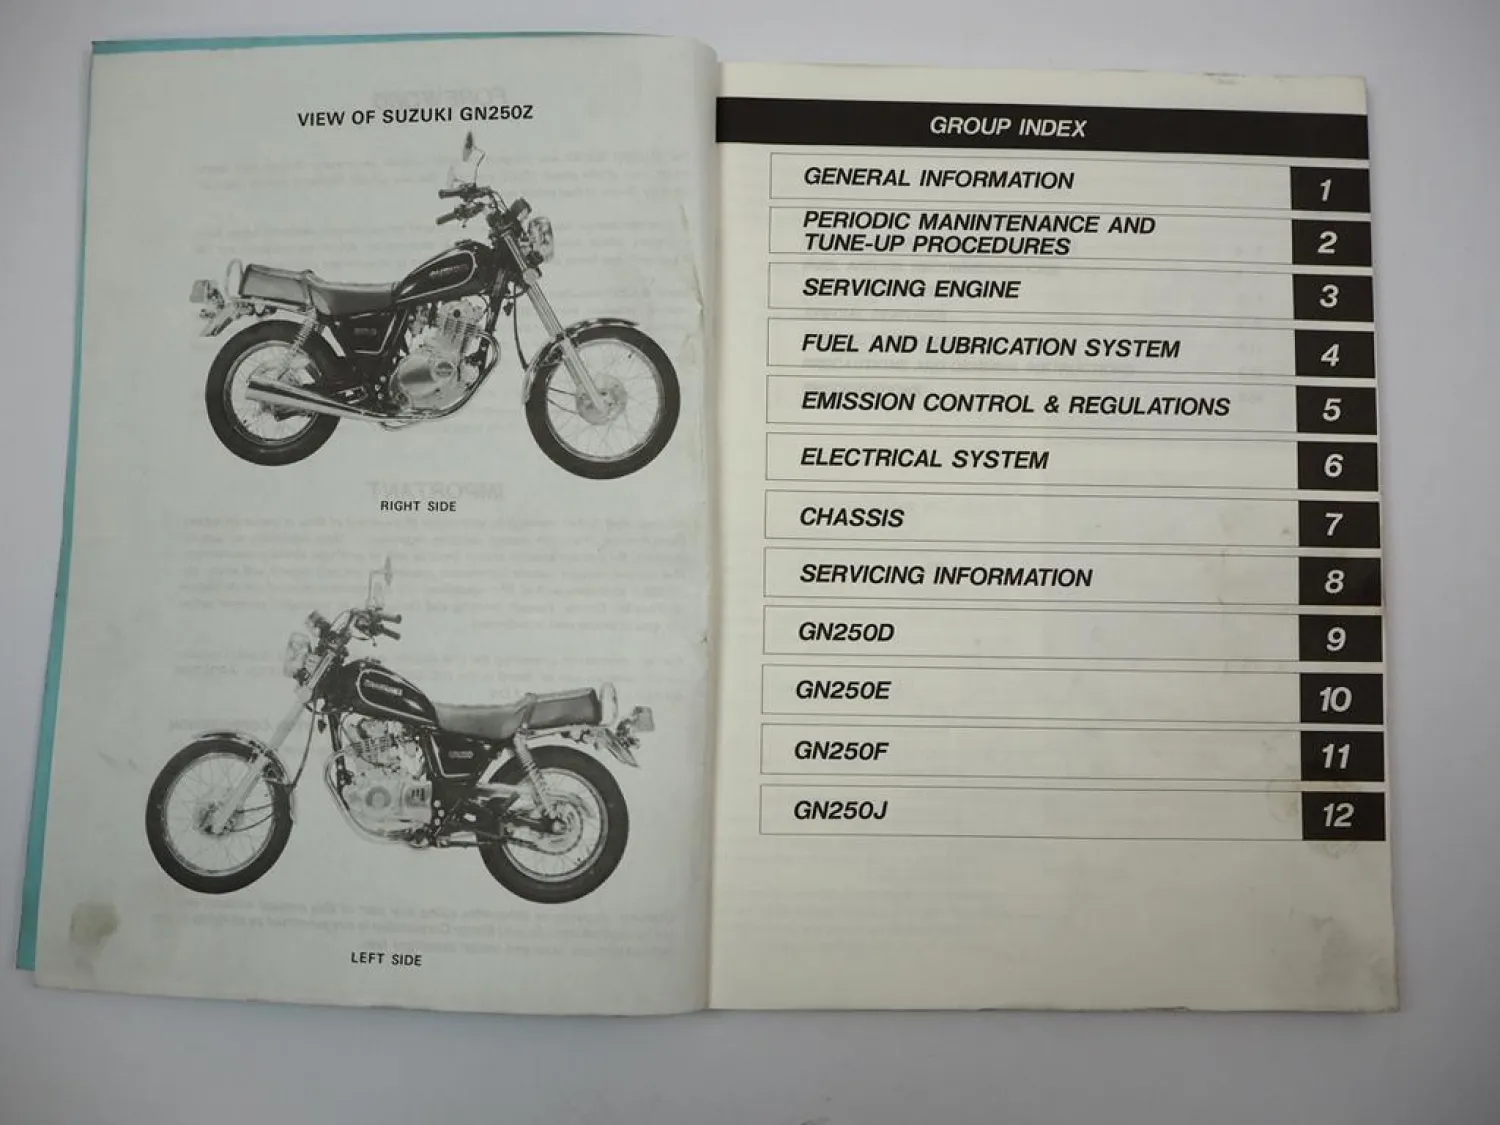 VIEW OF SUZUKI GN250Z
RIGHT SIDE
LEFT SIDE
GROUP INDEX
GENERAL INFORMATION 1
PERIODIC MANINTENANCE AND
TUNE-UP PROCEDURES 2
SERVICING ENGINE 3
FUEL AND LUBRICATION SYSTEM 4
EMISSION CONTROL & REGULATIONS 5
ELECTRICAL SYSTEM 6
CHASSIS 7
SERVICING INFORMATION 8
GN250D 9
GN250E 10
GN250F 11
GN250J 12